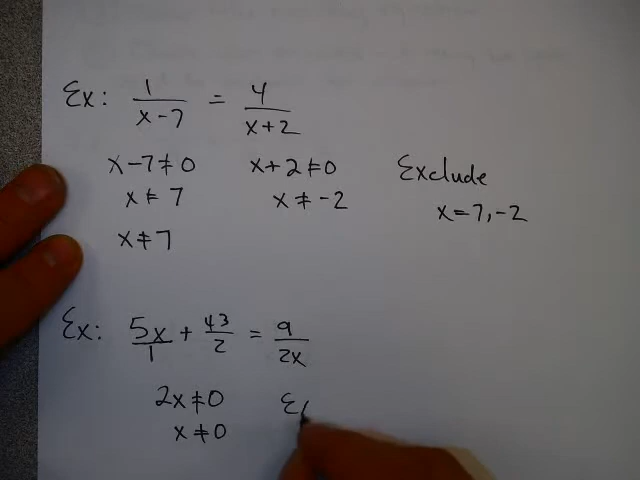 Ex: 1/(x-7) = 4/(x+2)
x-7≠0 x+2≠0 Exclude
x≠7 x≠-2 x=7,-2
x≠7
Ex: 5x/1 + 43/2 = 9/2x
2x≠0
x≠0